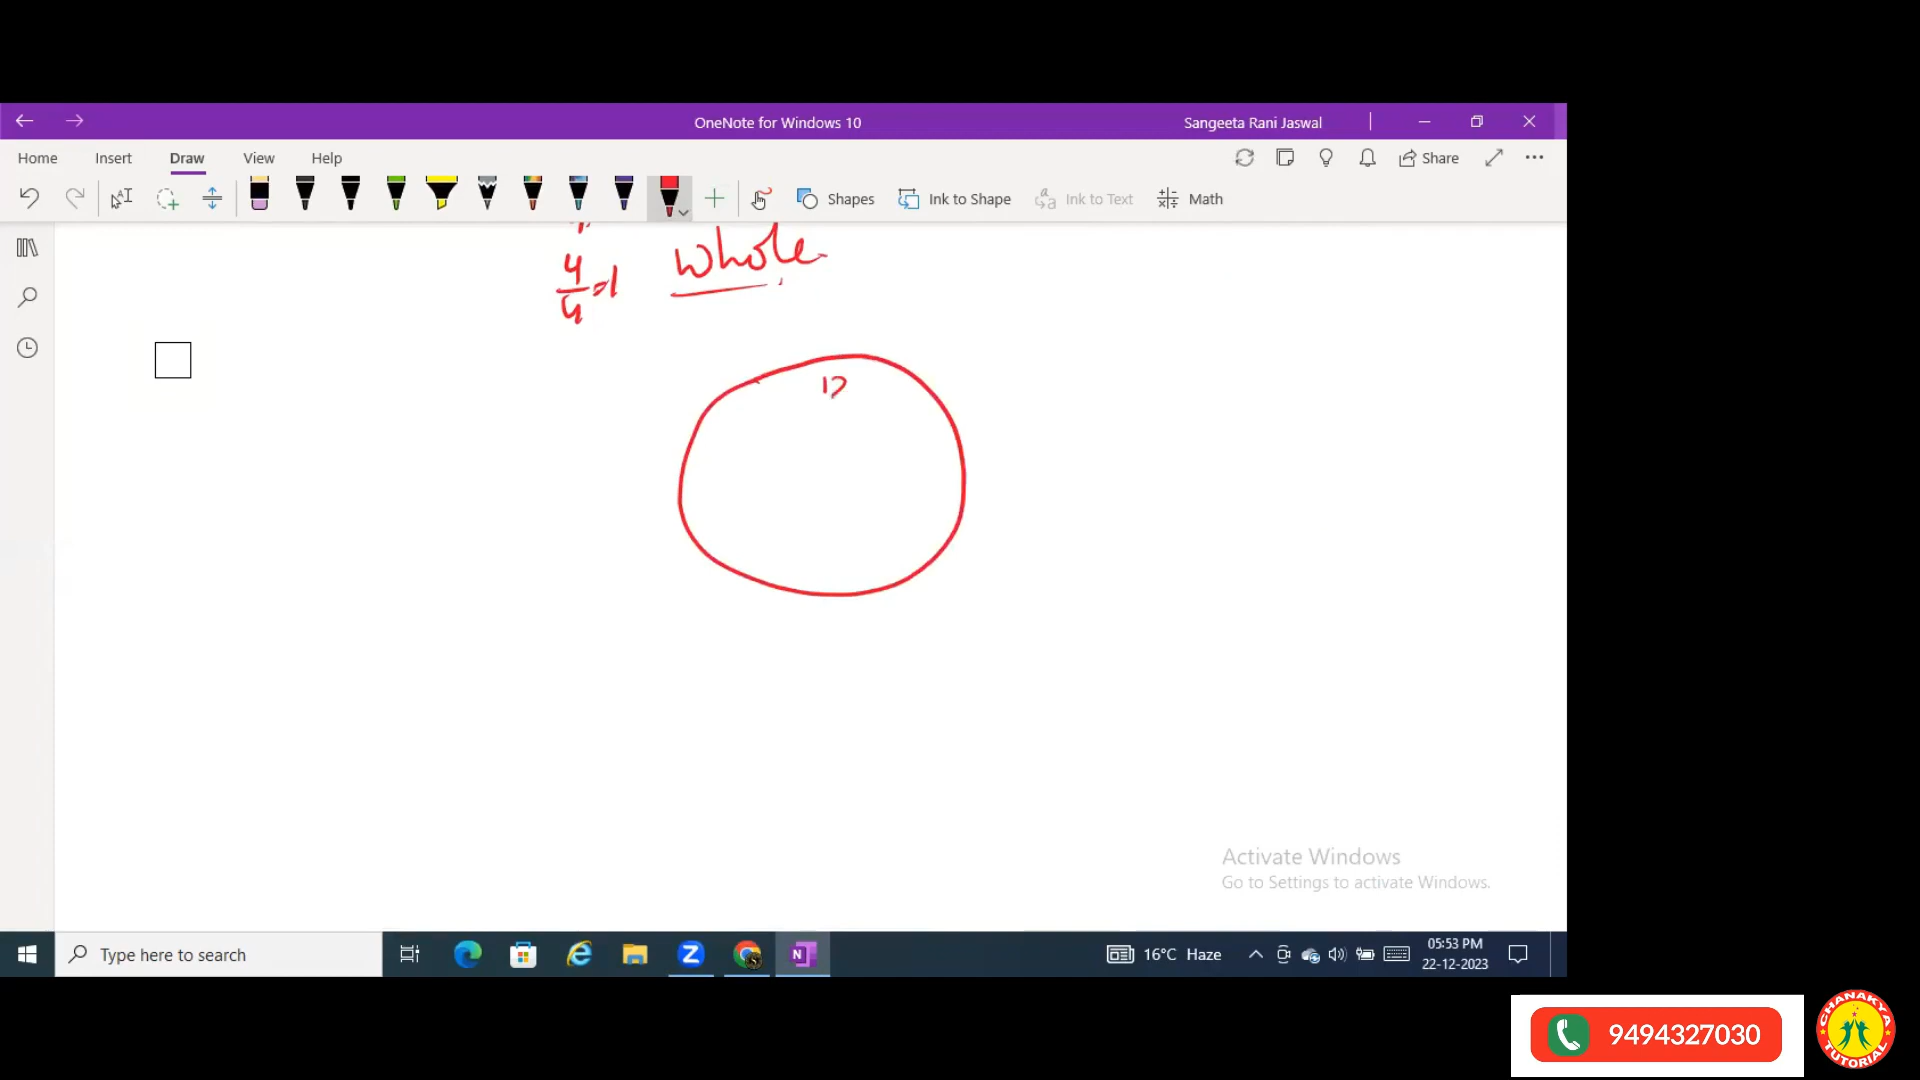 OneNote for Windows 10
Sangeeta Rani Jaswal
Home Insert Draw View Help
Share
Shapes Ink to Shape Ink to Text Math
4/4 = 1 whole
Activate Windows
Go to Settings to activate Windows.
Type here to search
16°C Haze
05:53 PM
22-12-2023
9494327030
CHANAKYA
TUTORIAL